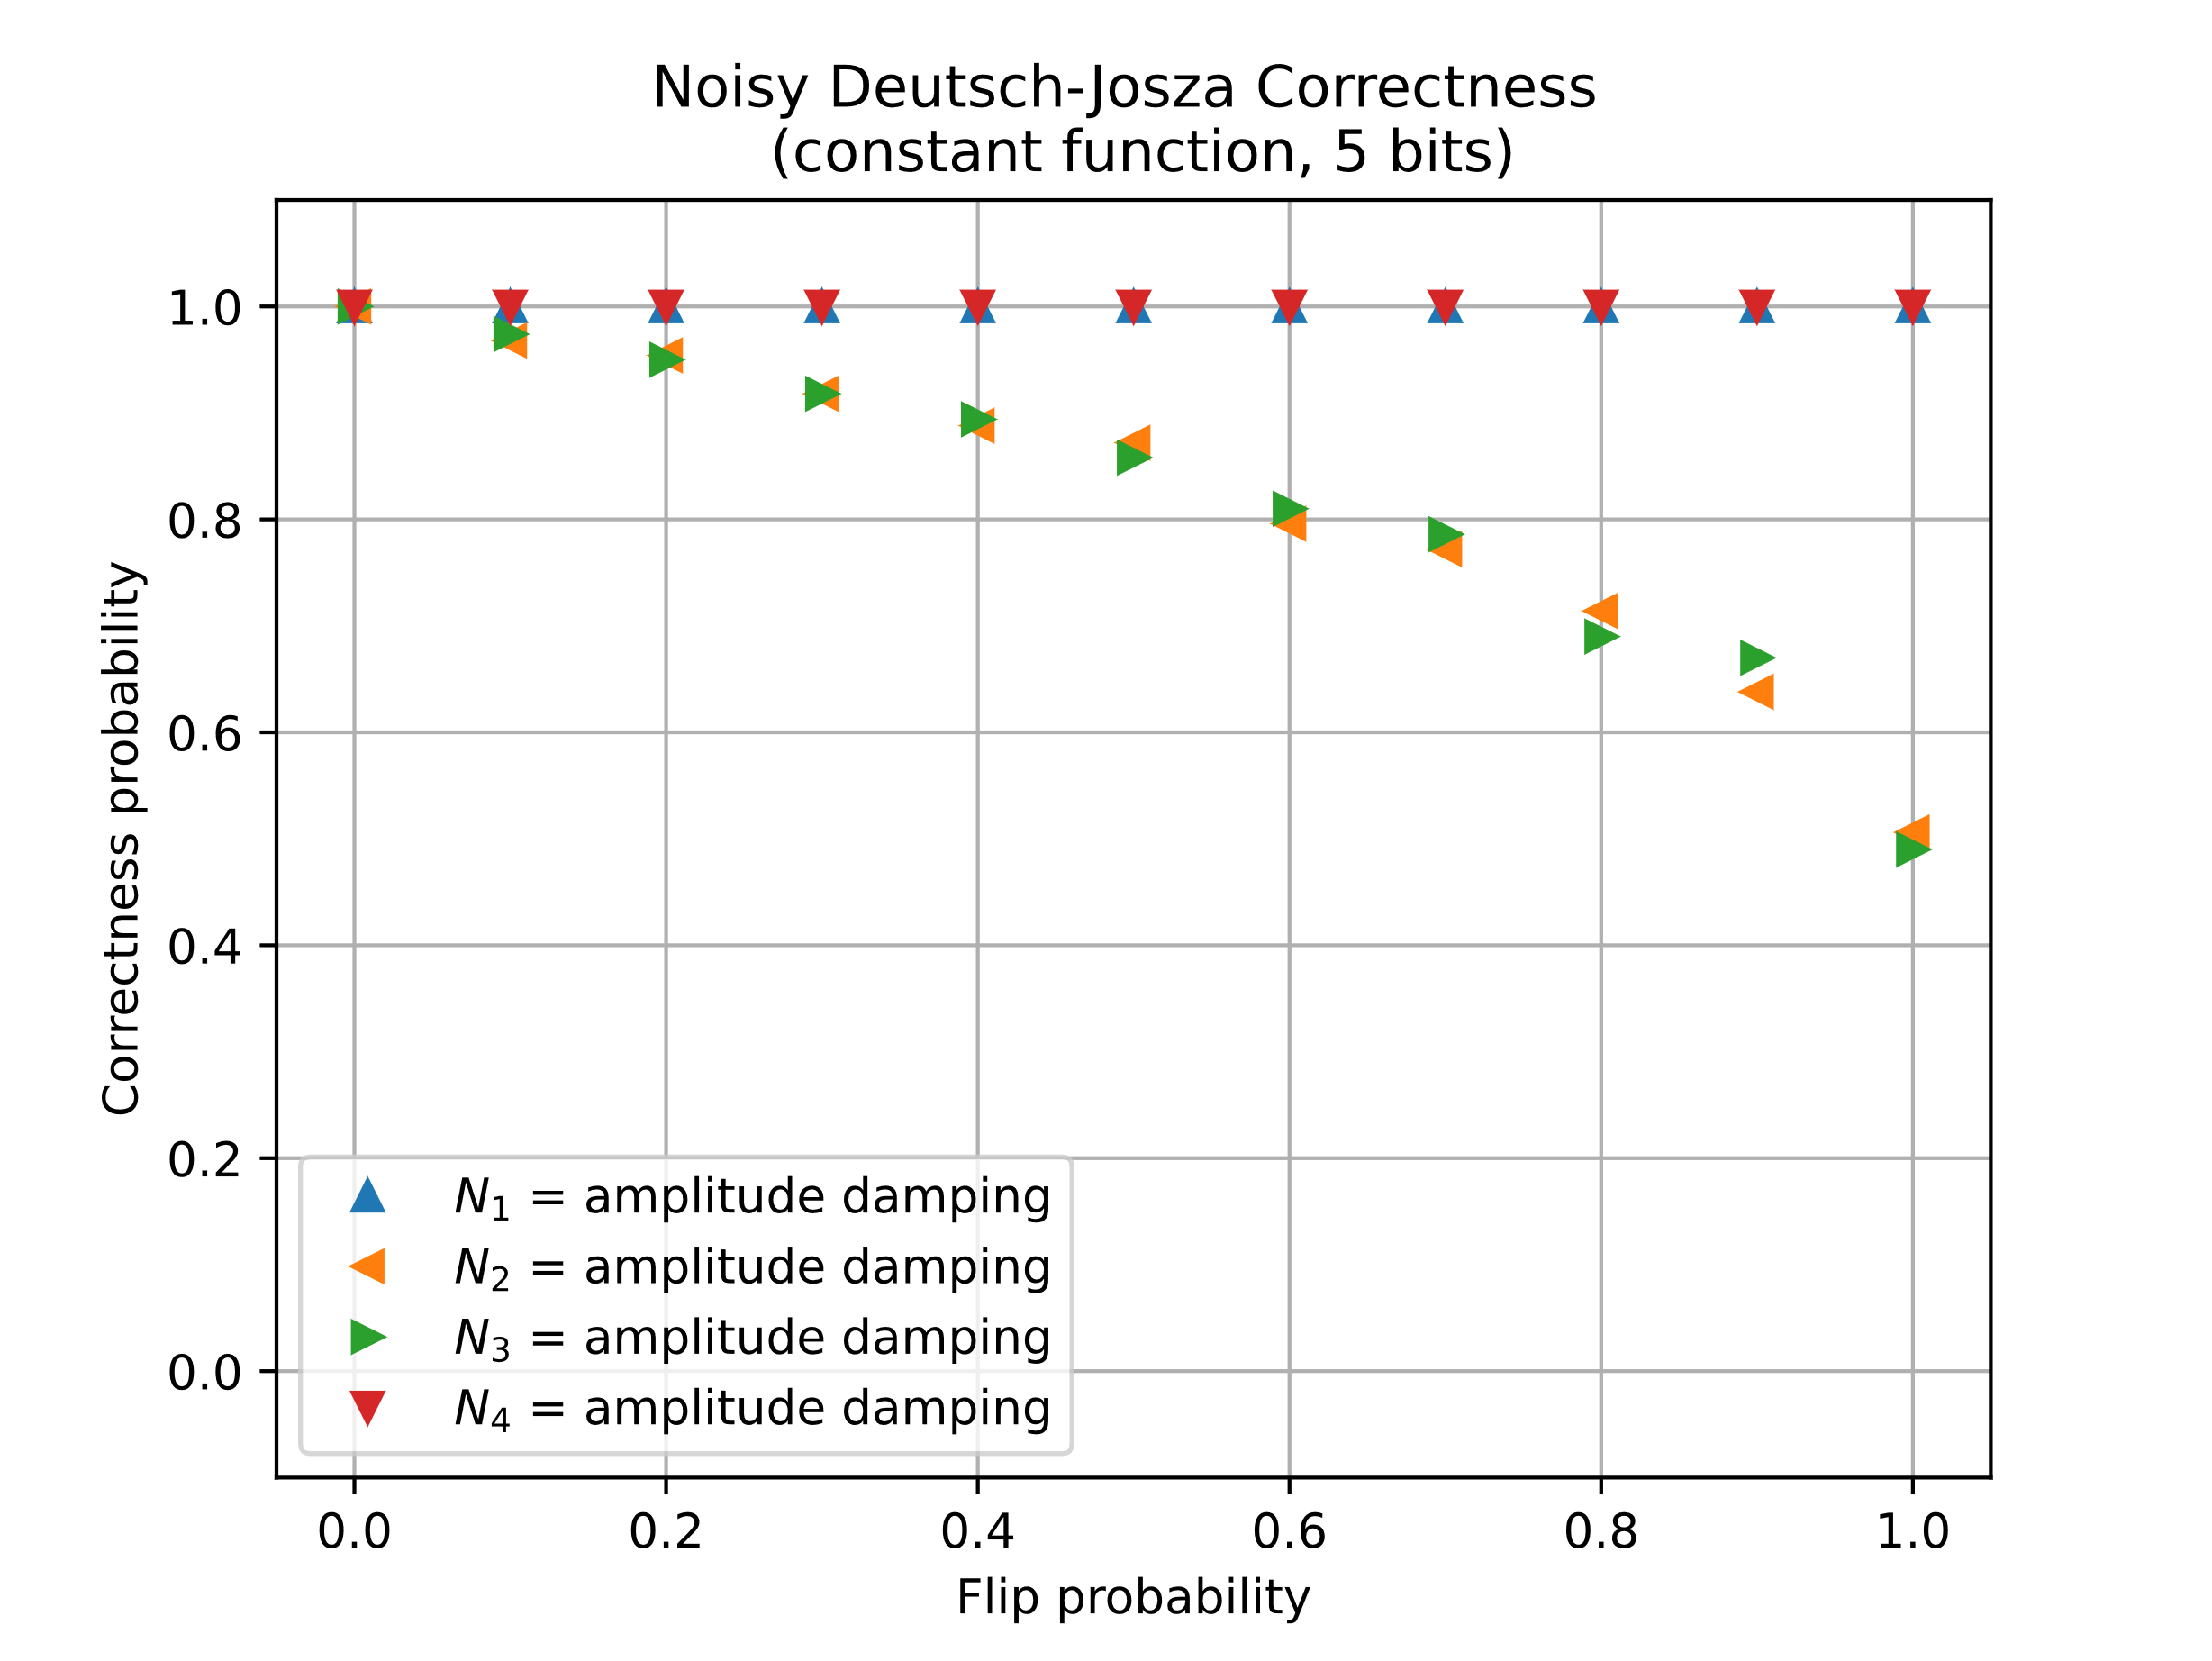 Noisy Deutsch-Josza Correctness
(constant function, 5 bits)
Correctness probability
1.0
0.8
0.6
0.4
0.2
0.0
N₁ = amplitude damping
N₂ = amplitude damping
N₃ = amplitude damping
N₄ = amplitude damping
0.0 0.2 0.4 0.6 0.8 1.0
Flip probability